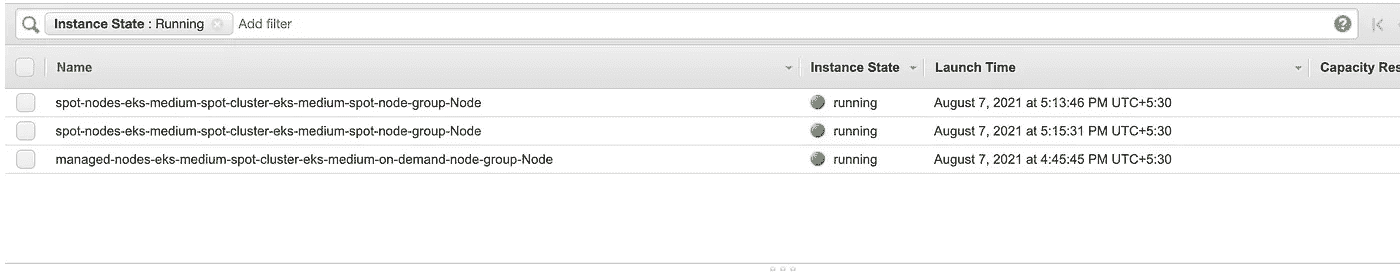 Instance State : Running Add filter
Name Instance State Launch Time Capacity Res
spot-nodes-eks-medium-spot-cluster-eks-medium-spot-node-group-Node running August 7, 2021 at 5:13:46 PM UTC+5:30
spot-nodes-eks-medium-spot-cluster-eks-medium-spot-node-group-Node running August 7, 2021 at 5:15:31 PM UTC+5:30
managed-nodes-eks-medium-spot-cluster-eks-medium-on-demand-node-group-Node running August 7, 2021 at 4:45:45 PM UTC+5:30